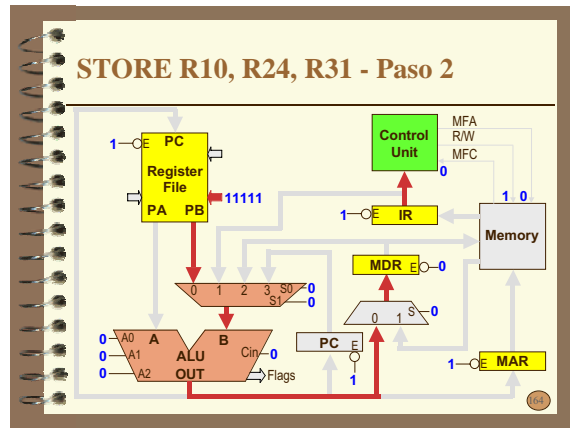 STORE R10, R24, R31 - Paso 2
MFA
R/W
MFC
Control
Unit
0
1 0
1 E PC
Register
File
11111
PA PB
1 E IR
Memory
MDR E 0
0 1 2 3 S0 0
S1 0
0 1 S 0
0 A0 A B
0 A1 ALU Cin 0
0 A2 OUT Flags
PC E
1
1 E MAR
164